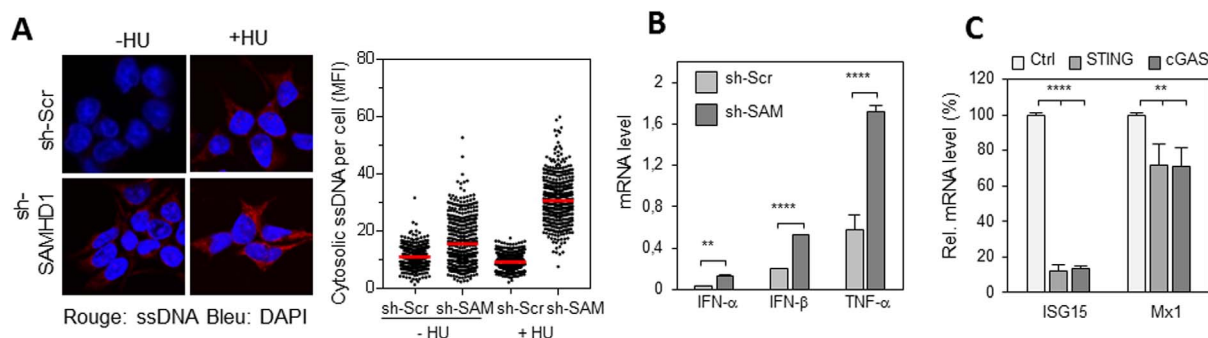 A
-HU
+HU
sh-Scr
sh-
SAMHD1
Rouge: ssDNA Bleu: DAPI
Cytosolic ssDNA per cell (MFI)
80
60
40
20
0
sh-Scr sh-SAM sh-Scr sh-SAM
- HU
+ HU
B
mRNA level
2
1,6
1,2
0,8
0,4
0
sh-Scr
sh-SAM
**
****
****
IFN-α
IFN-β
TNF-α
C
Ctrl
STING
cGAS
Rel. mRNA level (%)
120
100
80
60
40
20
0
****
**
ISG15
Mx1